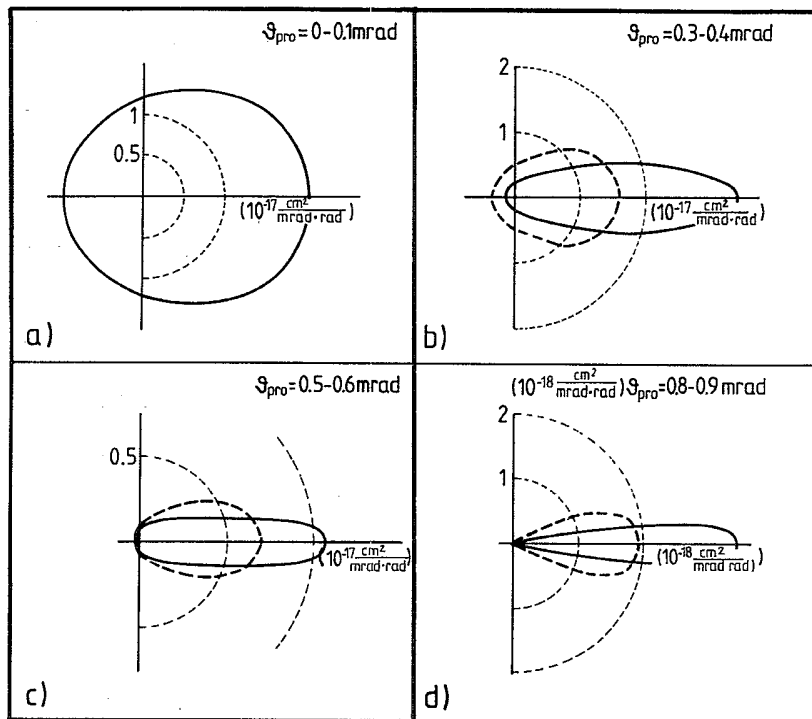 ϑpro=0-0.1mrad
1
0.5
(10⁻¹⁷ cm²/mrad·rad)
a)
ϑpro=0.3-0.4mrad
2
1
(10⁻¹⁷ cm²/mrad·rad)
b)
ϑpro=0.5-0.6mrad
0.5
(10⁻¹⁷ cm²/mrad·rad)
c)
(10⁻¹⁸ cm²/mrad·rad) ϑpro=0.8-0.9mrad
2
1
(10⁻¹⁸ cm²/mrad rad)
d)